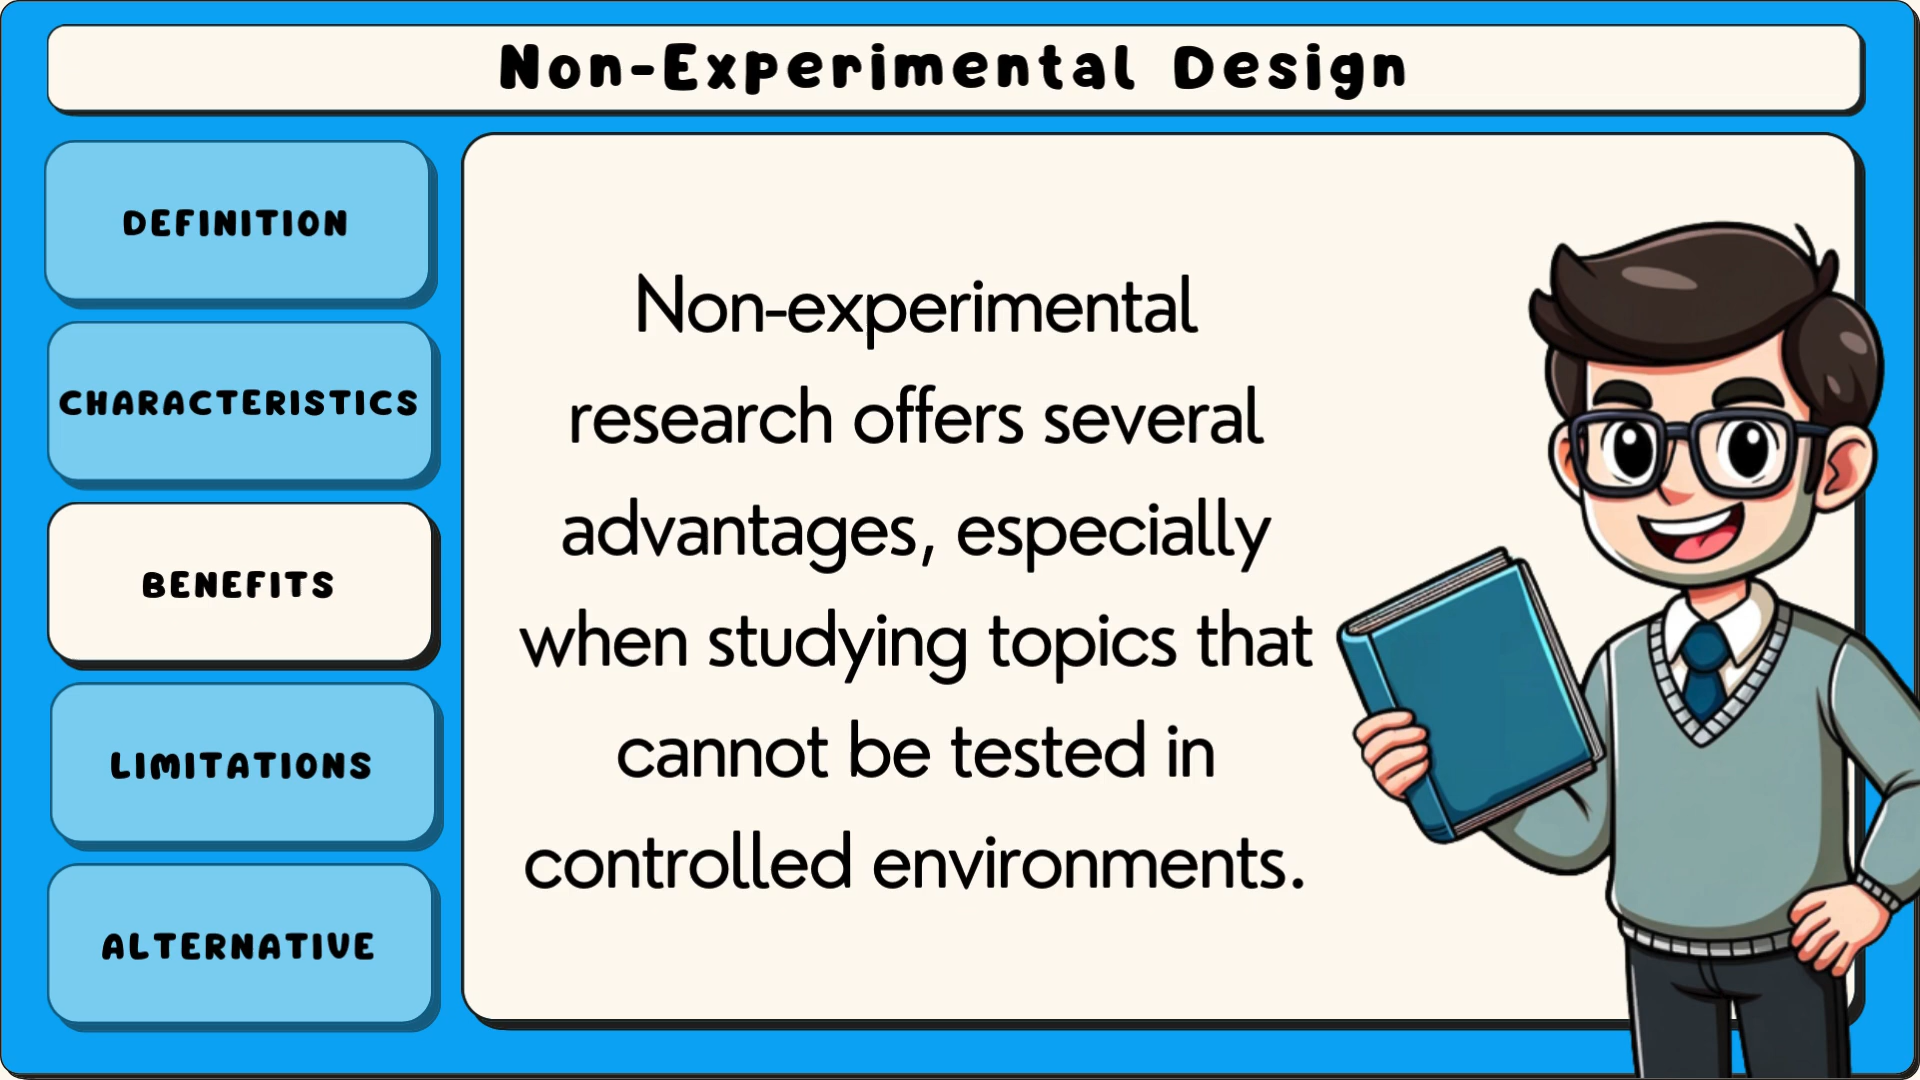 Non-Experimental Design
DEFINITION
CHARACTERISTICS
BENEFITS
LIMITATIONS
ALTERNATIVE
Non-experimental
research offers several
advantages, especially
when studying topics that
cannot be tested in
controlled environments.